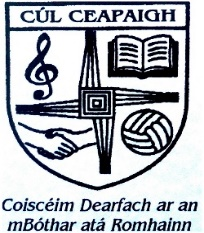 CÚL CEAPAIGH
Coiscéim Dearfach ar an
mBóthar atá Romhainn